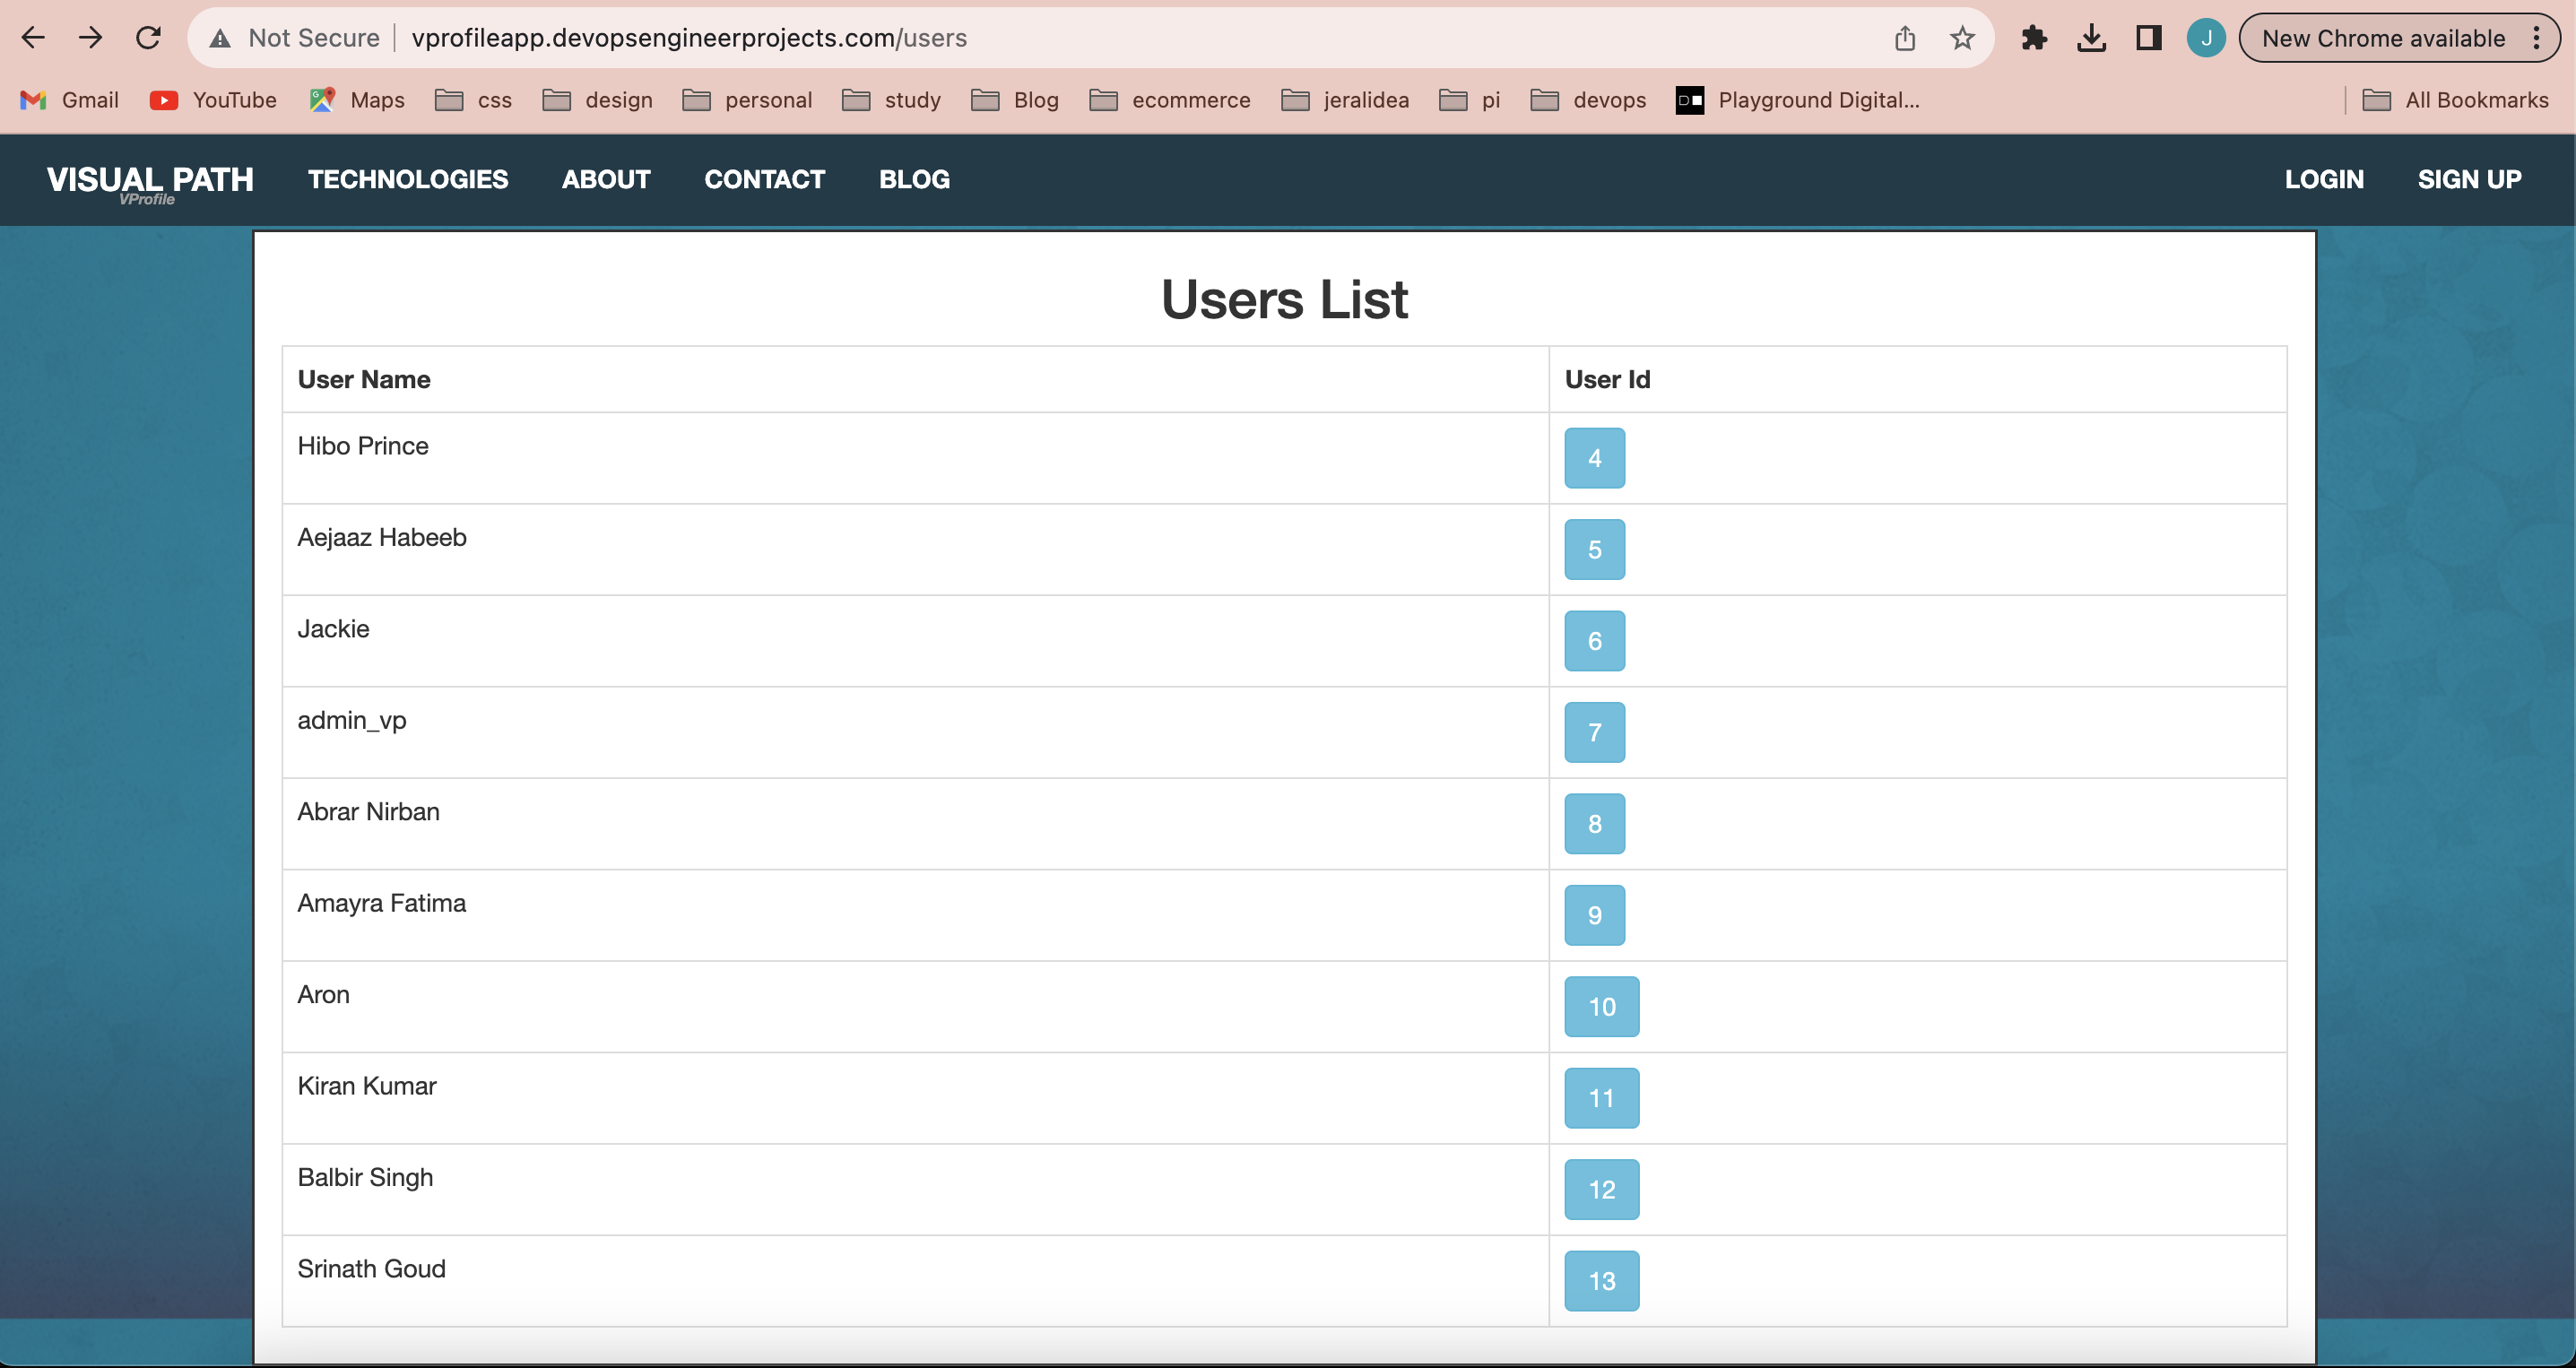 Not Secure vprofileapp.devopsengineerprojects.com/users J New Chrome available
Gmail YouTube Maps css design personal study Blog ecommerce jeralidea pi devops Playground Digital... All Bookmarks
VISUAL PATH TECHNOLOGIES ABOUT CONTACT BLOG LOGIN SIGN UP
VProfile
Users List
User Name User Id
Hibo Prince 4
Aejaaz Habeeb 5
Jackie 6
admin_vp 7
Abrar Nirban 8
Amayra Fatima 9
Aron 10
Kiran Kumar 11
Balbir Singh 12
Srinath Goud 13